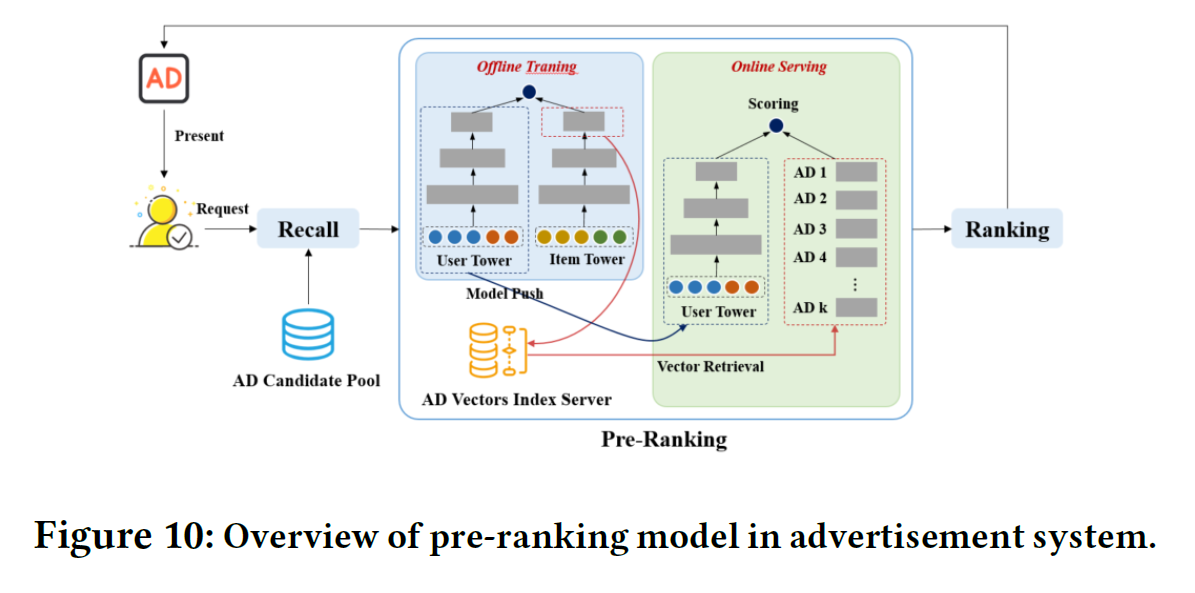 Offline Traning
Online Serving
AD
Scoring
Present
AD 1
AD 2
Request
AD 3
Recall
Ranking
AD 4
User Tower
Item Tower
Model Push
AD k
User Tower
Vector Retrieval
AD Candidate Pool
AD Vectors Index Server
Pre-Ranking
Figure 10: Overview of pre-ranking model in advertisement system.